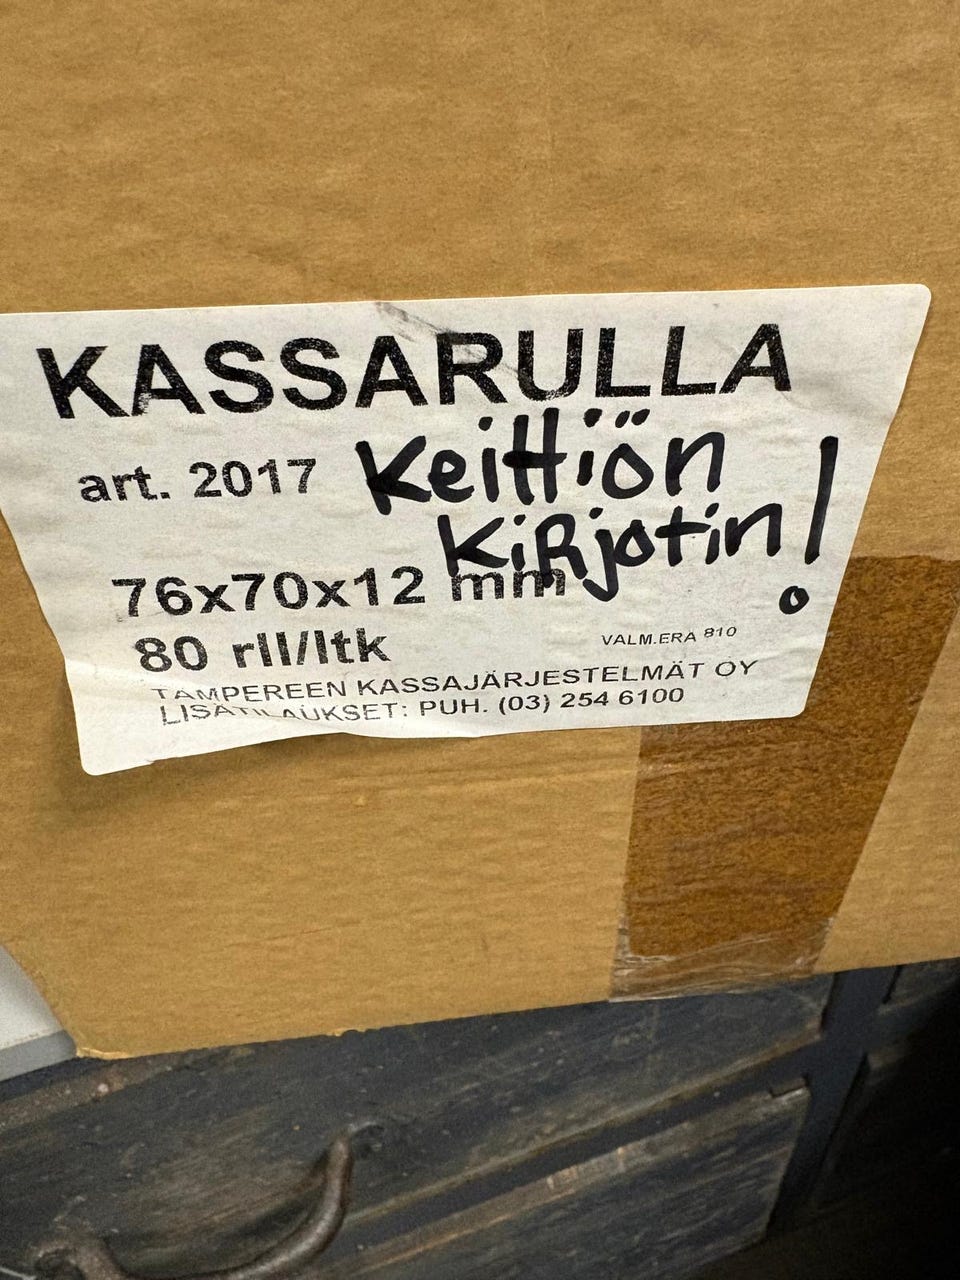 KASSARULLA
art. 2017
Keittiön
Kirjotin!
76x70x12 mm
80 rll/ltk
VALM.ERA 810
TAMPEREEN KASSAJÄRJESTELMÄT OY
LISÄTILAUKSET: PUH. (03) 254 6100